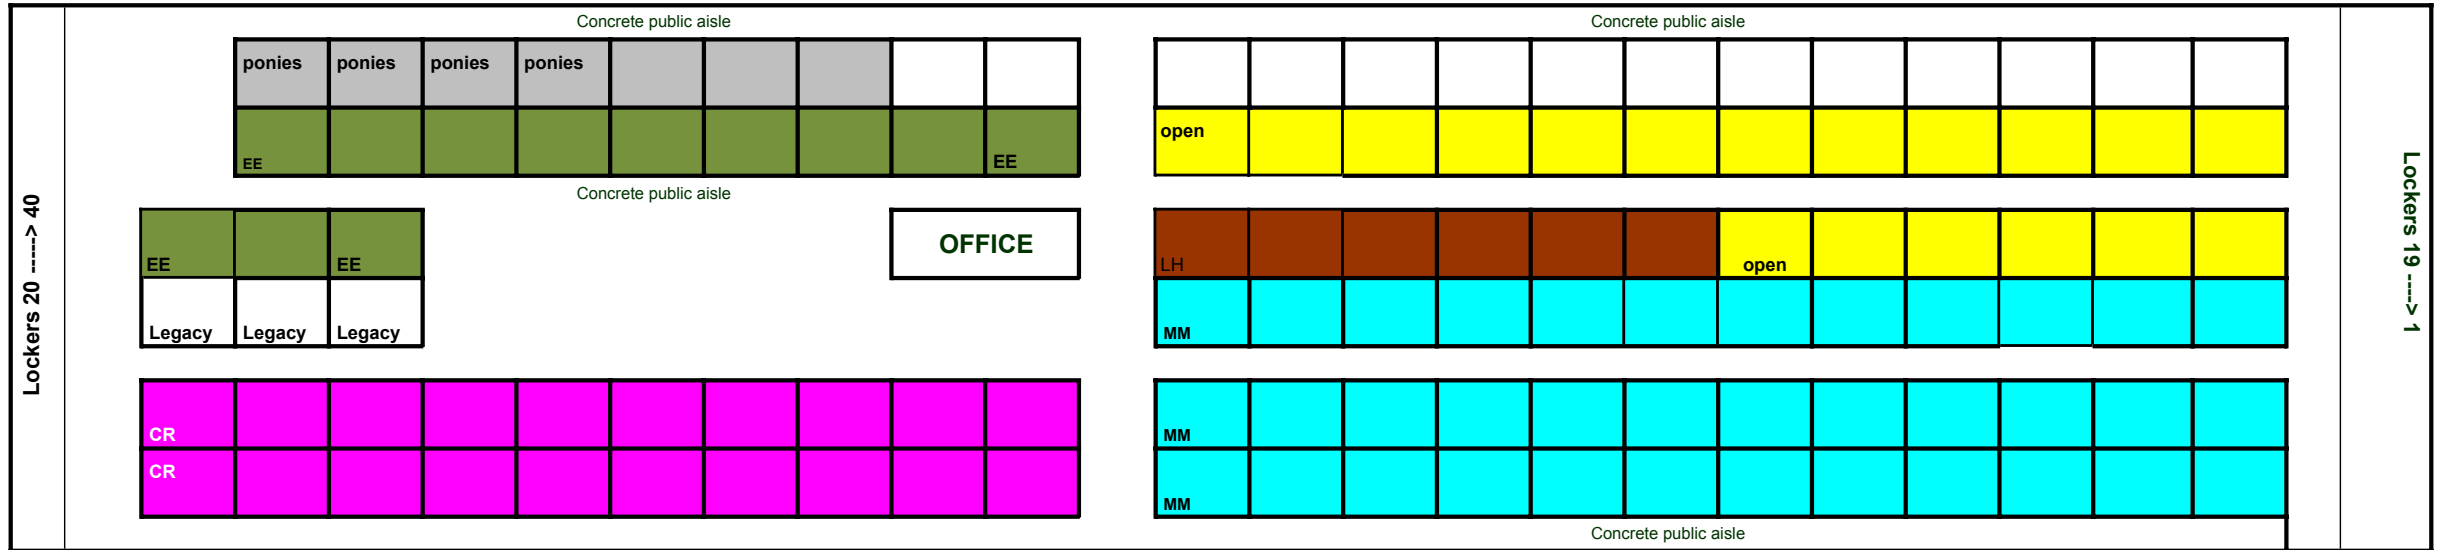 Concrete public aisle
Concrete public aisle
ponies ponies ponies ponies
EE EE
open
Concrete public aisle
Lockers 20 -----> 40
Lockers 19 ----> 1
EE EE
OFFICE
LH
open
Legacy Legacy Legacy
MM
CR
MM
CR
MM
Concrete public aisle